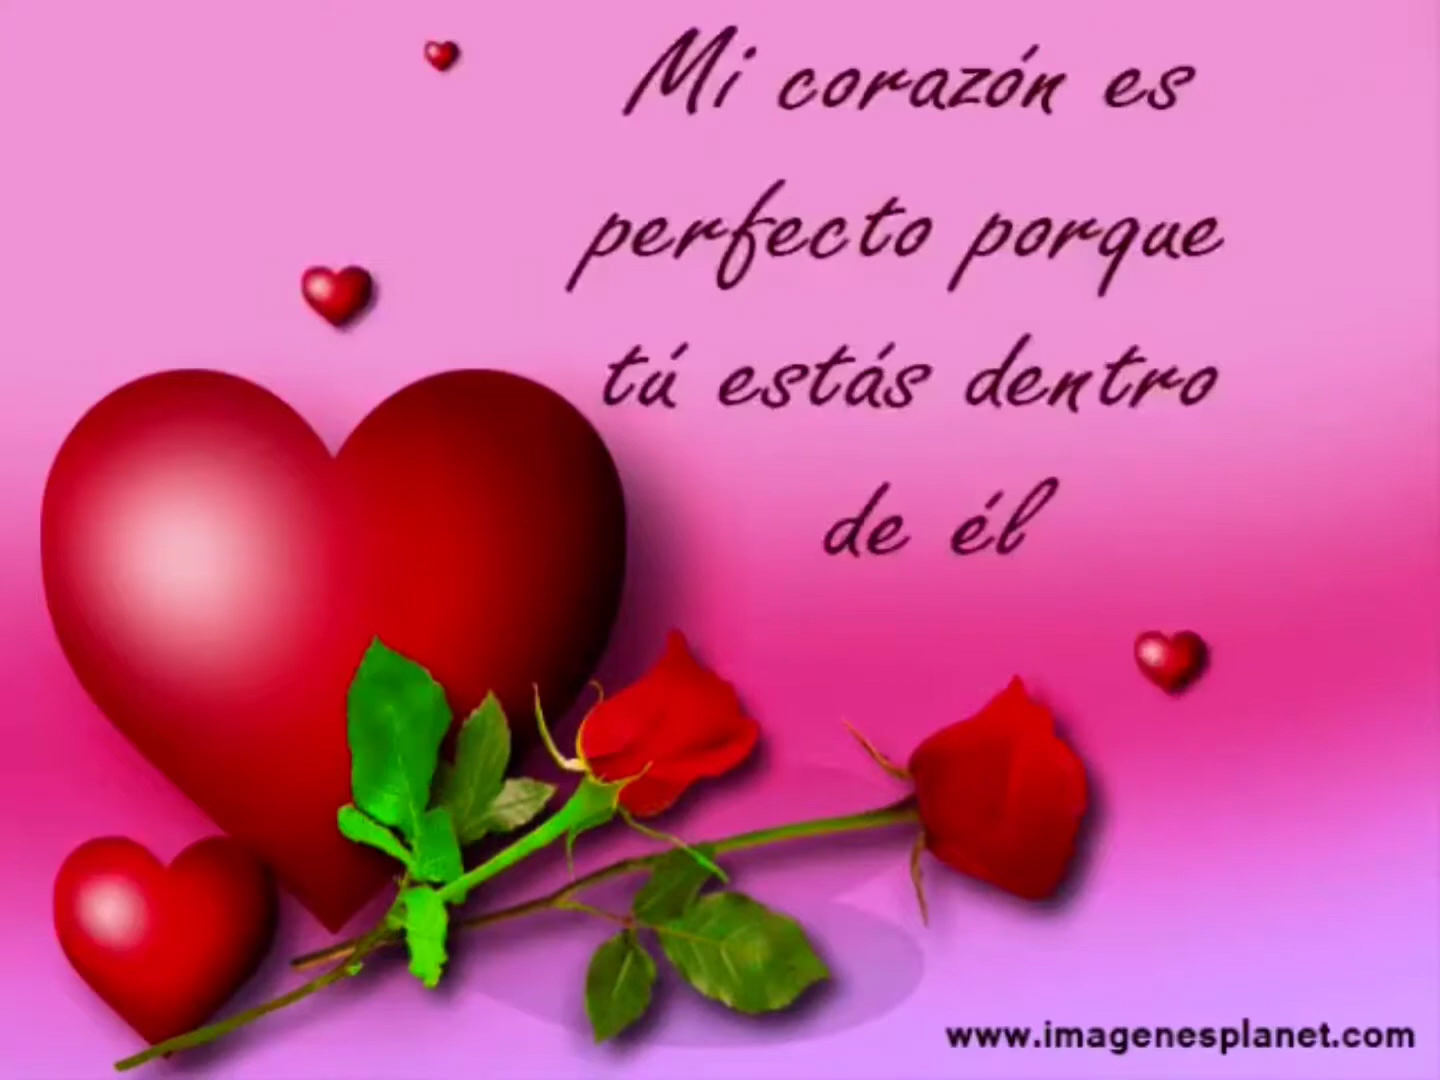 Mi corazón es
perfecto porque
tú estás dentro
de él
www.imagenesplanet.com